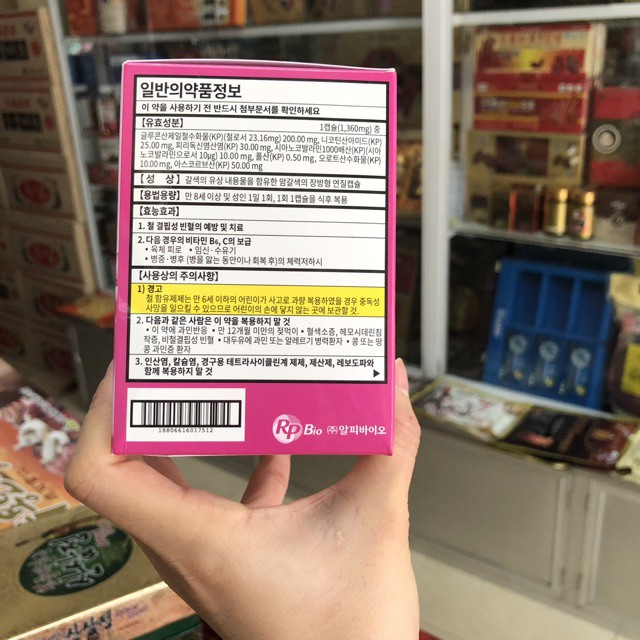 일반의약품정보
이 약을 사용하기 전 반드시 첨부문서를 확인하세요
[유효성분] 1캡슐(1,360mg) 중
글루콘산제일철수화물(KP)(철로서 23.16mg) 200.00 mg, 니코틴산아미드(KP)
25.00 mg, 피리독신염산염(KP) 30.00 mg, 시아노코발라민1000배산(KP)(시아
노코발라민으로서 10μg) 10.00 mg, 폴산(KP) 0.50 mg, 오로트산수화물(KP)
10.00 mg, 아스코르브산(KP) 50.00 mg
[성 상] 갈색의 유상 내용물을 함유한 암갈색의 장방형 연질캡슐
[용법용량] 만 8세 이상 및 성인 1일 1회, 1회 1캡슐을 식후 복용
[효능효과]
1. 철 결핍성 빈혈의 예방 및 치료
2. 다음 경우의 비타민 B6, C의 보급
• 육체 피로 • 임신·수유기
• 병중·병후 (병을 앓는 동안이나 회복 후)의 체력저하시
[사용상의 주의사항]
1) 경고
철 함유제제는 만 6세 이하의 어린이가 사고로 과량 복용하였을 경우 중독성
사망을 일으킬 수 있으므로 어린이의 손에 닿지 않는 곳에 보관할 것.
2. 다음과 같은 사람은 이 약을 복용하지 말 것
• 이 약에 과민반응 • 만 12개월 미만의 젖먹이 • 혈색소증, 헤모시데린침
착증, 비철결핍성 빈혈 • 대두유에 과민 또는 알레르기 병력환자 • 콩 또는 땅
콩 과민증 환자
3. 인산염, 칼슘염, 경구용 테트라사이클린계 제제, 제산제, 레보도파와
함께 복용하지 말 것
18806616017512
RP Bio (주)알피바이오